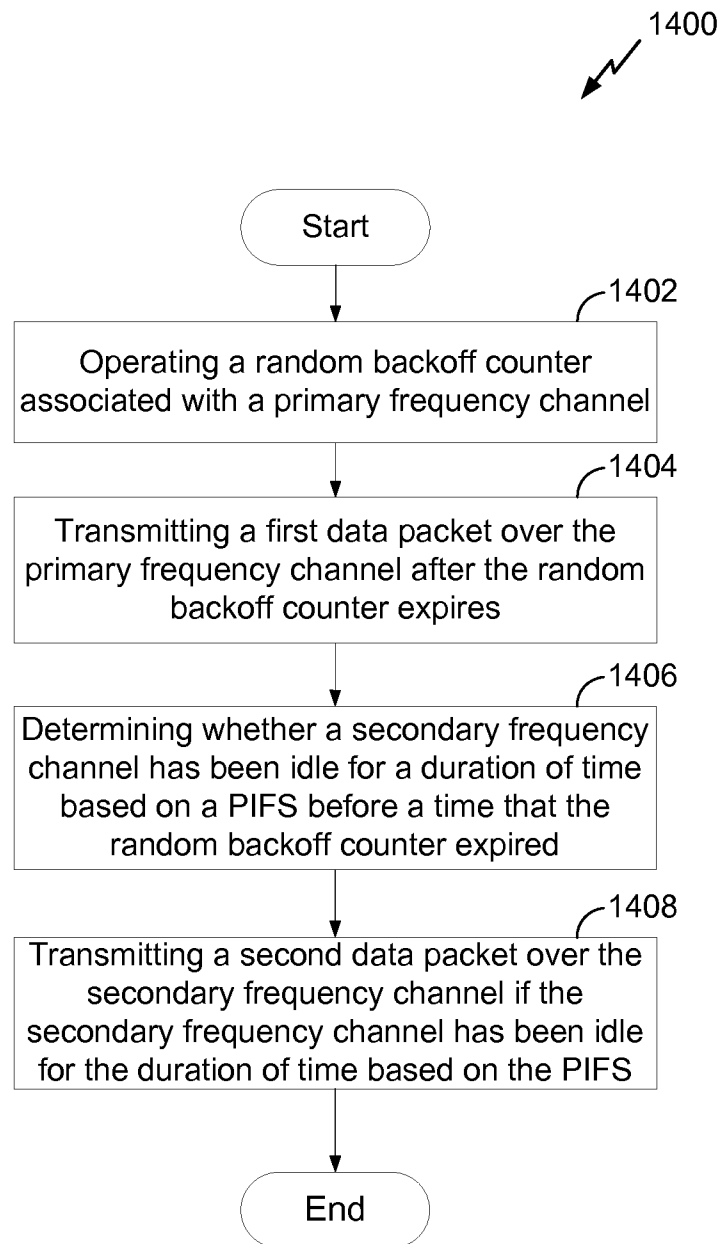 1400
Start
1402
Operating a random backoff counter
associated with a primary frequency channel
1404
Transmitting a first data packet over the
primary frequency channel after the random
backoff counter expires
1406
Determining whether a secondary frequency
channel has been idle for a duration of time
based on a PIFS before a time that the
random backoff counter expired
1408
Transmitting a second data packet over the
secondary frequency channel if the
secondary frequency channel has been idle
for the duration of time based on the PIFS
End